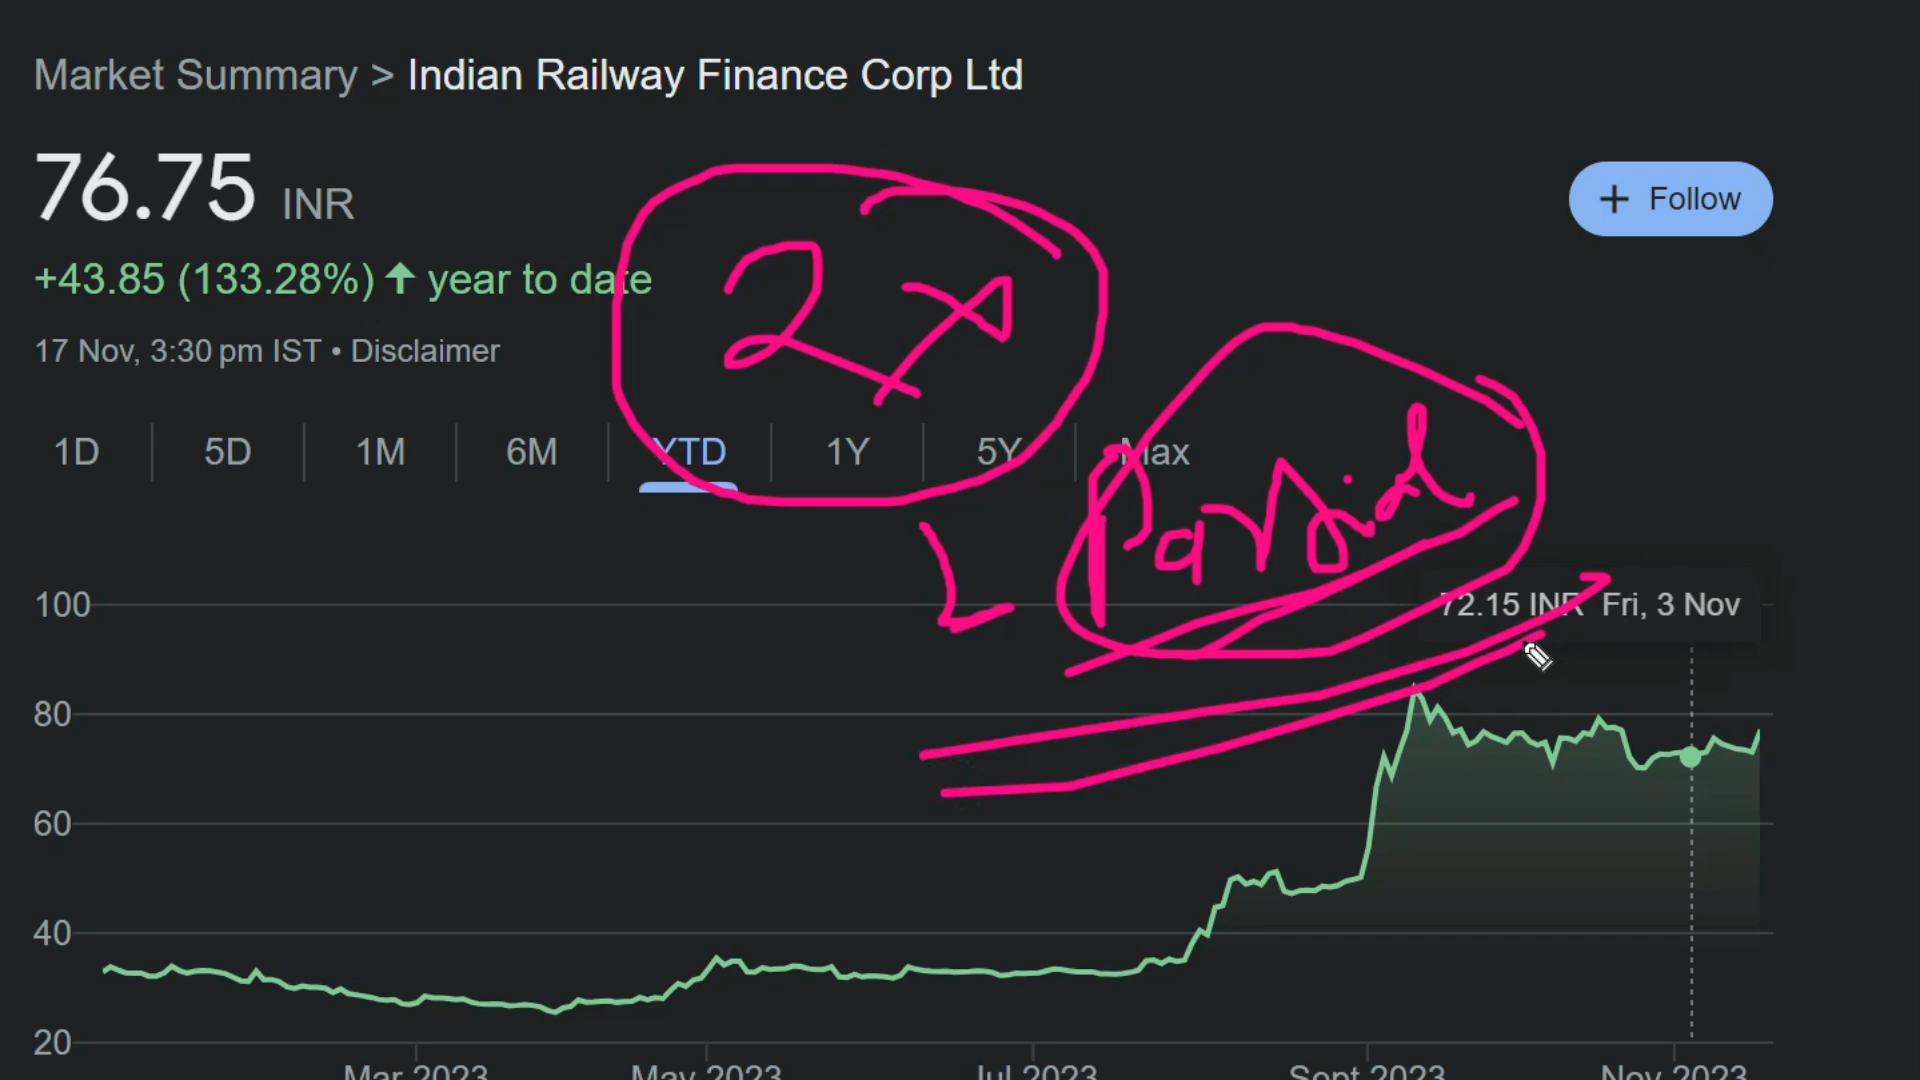 Market Summary > Indian Railway Finance Corp Ltd
76.75 INR
+ Follow
+43.85 (133.28%) ↑ year to date
2x
17 Nov, 3:30 pm IST • Disclaimer
1D 5D 1M 6M YTD 1Y 5Y Max
Partial
100
72.15 INR Fri, 3 Nov
80
60
40
20
Mar 2023 May 2023 Jul 2023 Sept 2023 Nov 2023